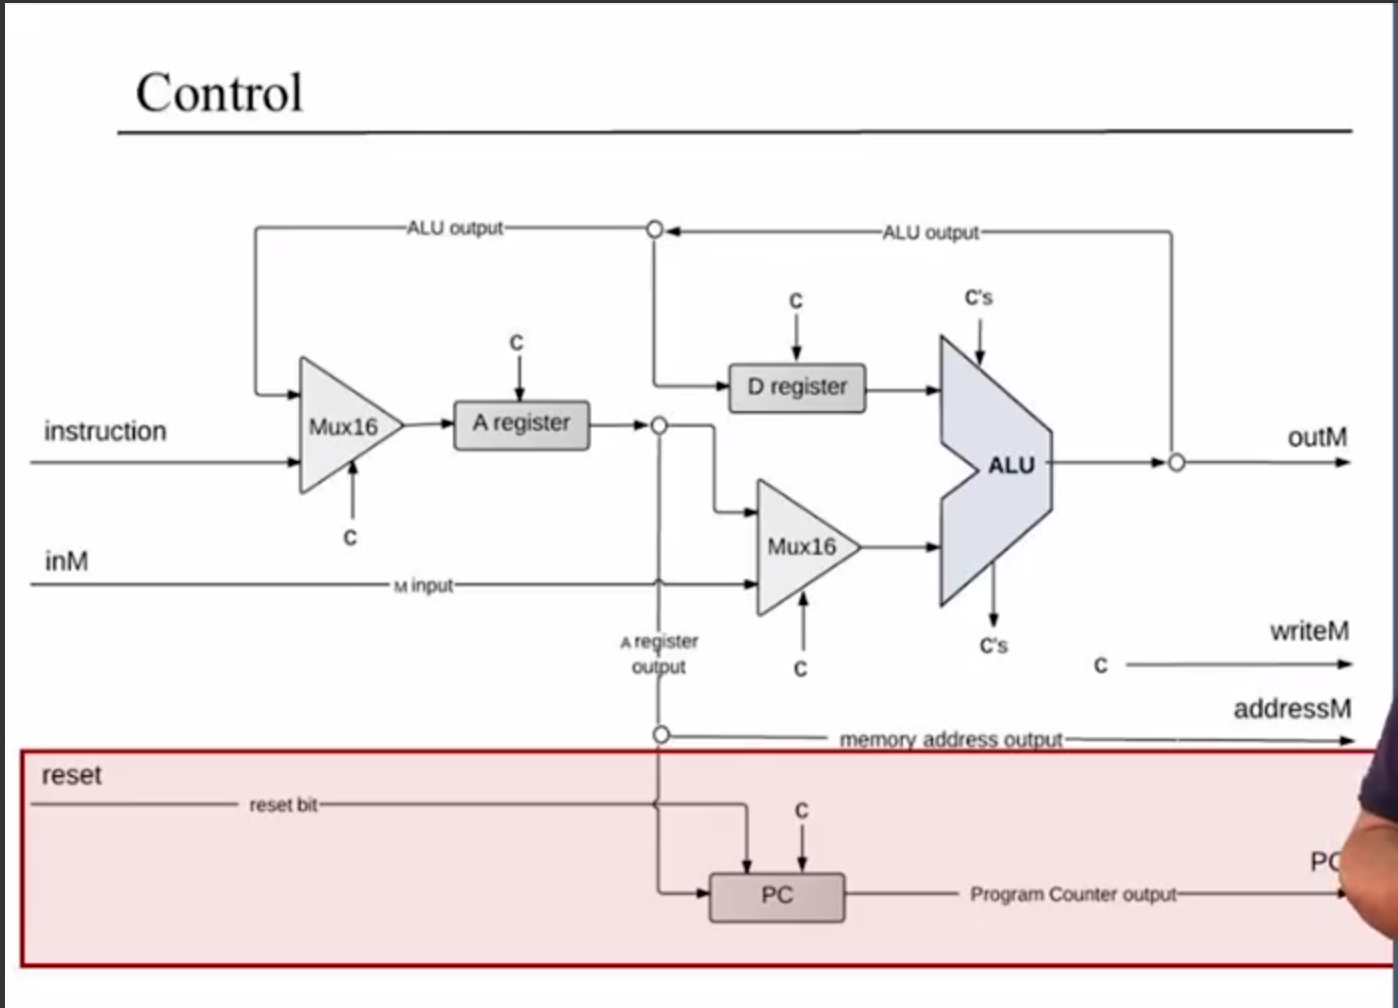 Control
ALU output
ALU output
C
C's
C
D register
instruction
Mux16
A register
ALU
outM
C
inM
M input
Mux16
A register
output
C
C's
writeM
C
addressM
memory address output
reset
reset bit
C
PC
PC
Program Counter output